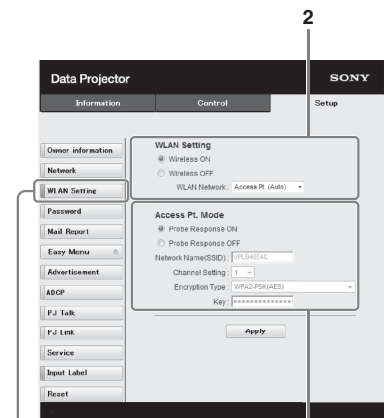 2
Data Projector
SONY
Information
Control
Setup
Owner information
Network
WLAN Setting
Password
Mail Report
Easy Menu
Advertisement
ADCP
PJ Talk
PJ Link
Service
Input Label
Reset
WLAN Setting
Wireless ON
Wireless OFF
WLAN Network: Access Pt. (Auto)
Access Pt. Mode
Probe Response ON
Probe Response OFF
Network Name(SSID):
Channel Setting: 1
Encryption Type: WPA2-PSK(AES)
Key: **************
Apply